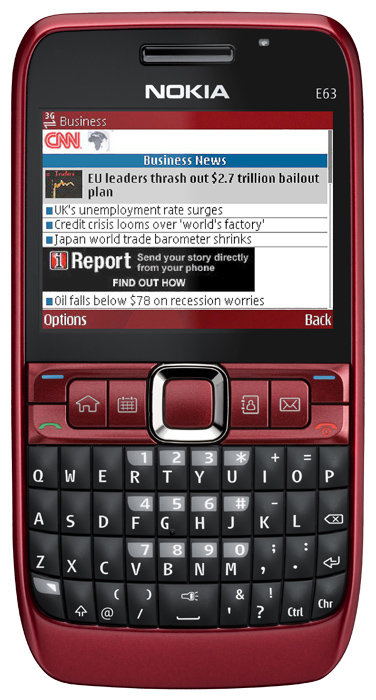 NOKIA
E63
3G
Business
CNN
Business News
Traders
EU leaders thrash out $2.7 trillion bailout
plan
UK's unemployment rate surges
Credit crisis looms over 'world's factory'
Japan world trade barometer shrinks
i Report Send your story directly
from your phone
FIND OUT HOW
Oil falls below $78 on recession worries
Options Back
1 2 3 * + =
Q W E R T Y U I O P
4 5 6 # -
A S D F G H J K L
7 8 9 0 ; :
Z X C V B N M , .
( ) & !
@ / ' ? Ctrl Chr